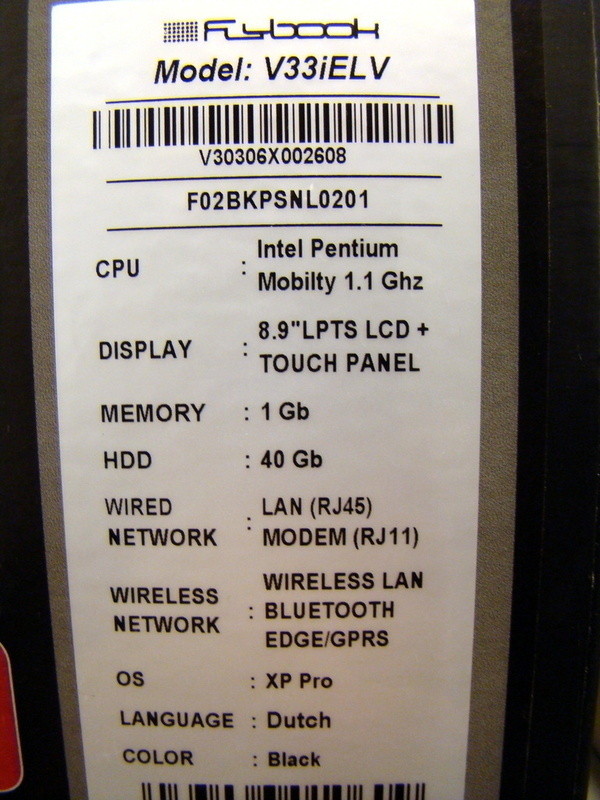 Flybook
Model: V33iELV
V30306X002608
F02BKPSNL0201
CPU : Intel Pentium
Mobilty 1.1 Ghz
DISPLAY : 8.9"LPTS LCD +
TOUCH PANEL
MEMORY : 1 Gb
HDD : 40 Gb
WIRED NETWORK : LAN (RJ45)
MODEM (RJ11)
WIRELESS NETWORK : WIRELESS LAN
BLUETOOTH
EDGE/GPRS
OS : XP Pro
LANGUAGE : Dutch
COLOR : Black